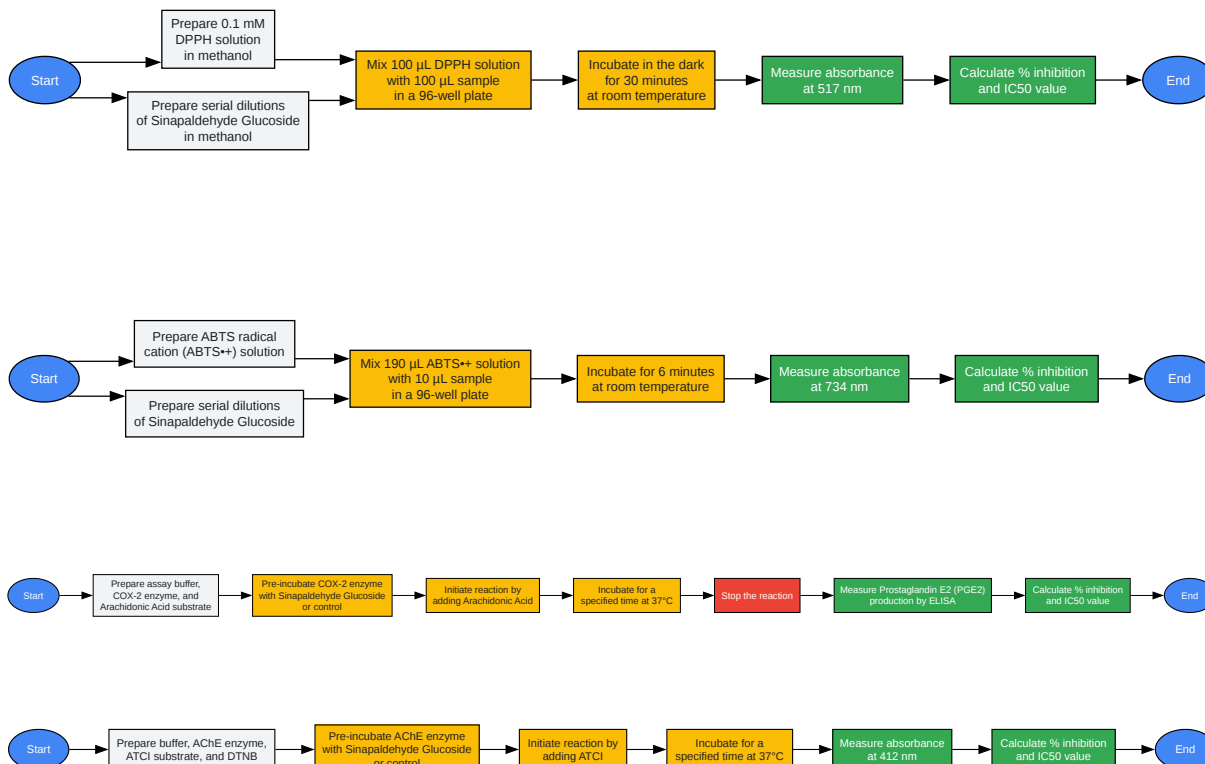 Start
Prepare 0.1 mM
DPPH solution
in methanol
Prepare serial dilutions
of Sinapaldehyde Glucoside
in methanol
Mix 100 µL DPPH solution
with 100 µL sample
in a 96-well plate
Incubate in the dark
for 30 minutes
at room temperature
Measure absorbance
at 517 nm
Calculate % inhibition
and IC50 value
End
Start
Prepare ABTS radical
cation (ABTS•+) solution
Prepare serial dilutions
of Sinapaldehyde Glucoside
Mix 190 µL ABTS•+ solution
with 10 µL sample
in a 96-well plate
Incubate for 6 minutes
at room temperature
Measure absorbance
at 734 nm
Calculate % inhibition
and IC50 value
End
Start
Prepare assay buffer,
COX-2 enzyme, and
Arachidonic Acid substrate
Pre-incubate COX-2 enzyme
with Sinapaldehyde Glucoside
or control
Initiate reaction by
adding Arachidonic Acid
Incubate for a
specified time at 37°C
Stop the reaction
Measure Prostaglandin E2 (PGE2)
production by ELISA
Calculate % inhibition
and IC50 value
End
Start
Prepare buffer, AChE enzyme,
ATCI substrate, and DTNB
Pre-incubate AChE enzyme
with Sinapaldehyde Glucoside
or control
Initiate reaction by
adding ATCI
Incubate for a
specified time at 37°C
Measure absorbance
at 412 nm
Calculate % inhibition
and IC50 value
End